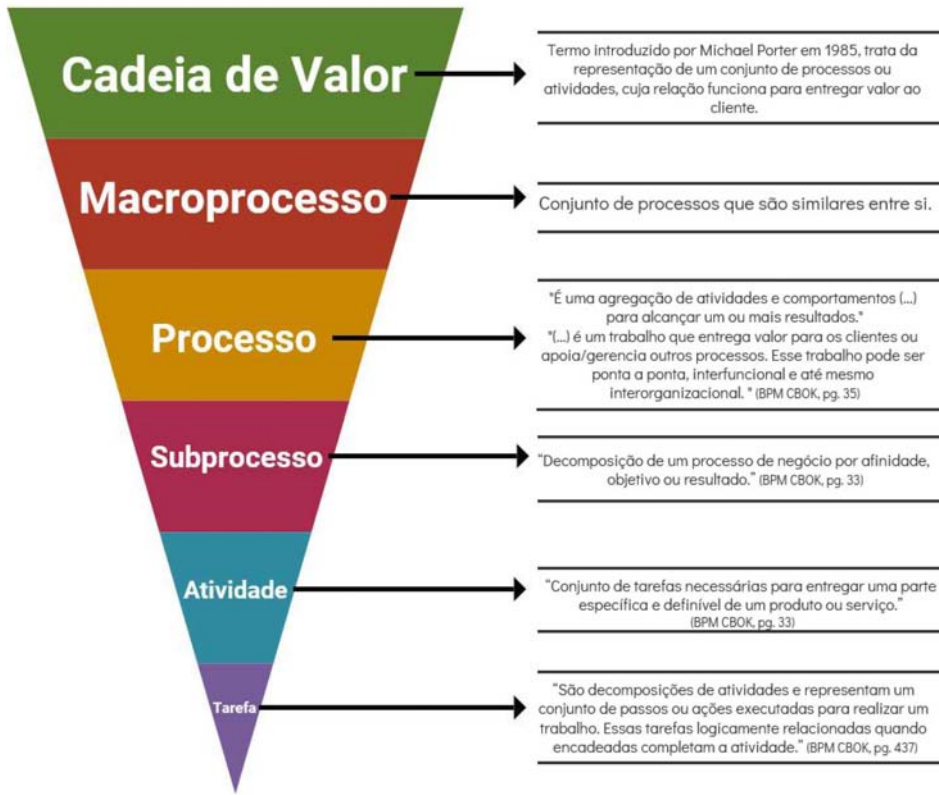 Cadeia de Valor
Termo introduzido por Michael Porter em 1985, trata da
representação de um conjunto de processos ou
atividades, cuja relação funciona para entregar valor ao
cliente.
Macroprocesso
Conjunto de processos que são similares entre si.
Processo
"É uma agregação de atividades e comportamentos (...)
para alcançar um ou mais resultados."
"(...) é um trabalho que entrega valor para os clientes ou
apoia/gerencia outros processos. Esse trabalho pode ser
ponta a ponta, interfuncional e até mesmo
interorganizacional. " (BPM CBOK, pg. 35)
Subprocesso
“Decomposição de um processo de negócio por afinidade,
objetivo ou resultado.” (BPM CBOK, pg. 33)
Atividade
“Conjunto de tarefas necessárias para entregar uma parte
específica e definível de um produto ou serviço.”
(BPM CBOK, pg. 33)
Tarefa
“São decomposições de atividades e representam um
conjunto de passos ou ações executadas para realizar um
trabalho. Essas tarefas logicamente relacionadas quando
encadeadas completam a atividade.” (BPM CBOK, pg. 437)